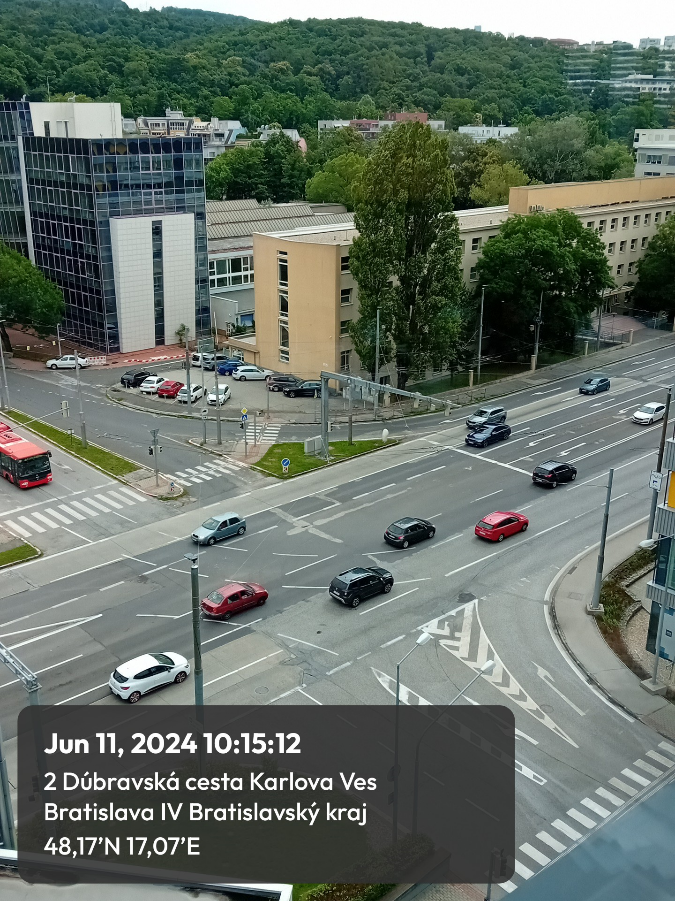 Jun 11, 2024 10:15:12
2 Dúbravská cesta Karlova Ves
Bratislava IV Bratislavský kraj
48,17’N 17,07’E